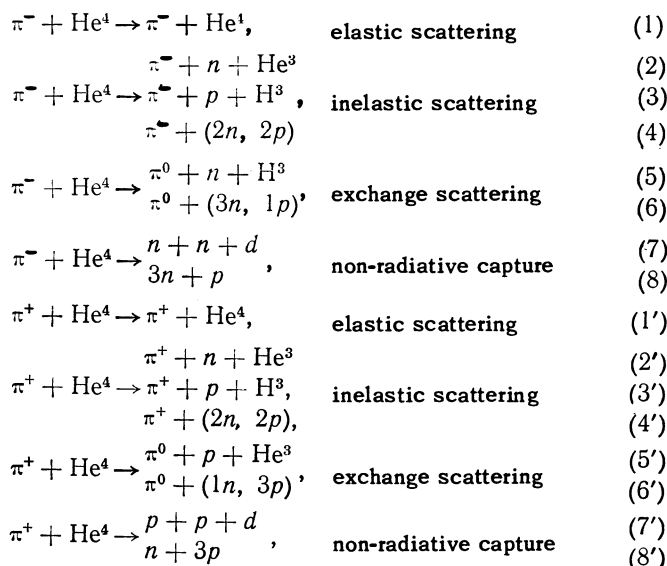 π⁻ + He⁴ → π⁻ + He⁴, elastic scattering (1)
π⁻ + n + He³ (2)
π⁻ + He⁴ → π⁻ + p + H³, inelastic scattering (3)
π⁻ + (2n, 2p) (4)
π⁻ + He⁴ → π⁰ + n + H³ (5)
π⁰ + (3n, 1p), exchange scattering (6)
π⁻ + He⁴ → n + n + d (7)
3n + p, non-radiative capture (8)
π⁺ + He⁴ → π⁺ + He⁴, elastic scattering (1')
π⁺ + n + He³ (2')
π⁺ + He⁴ → π⁺ + p + H³, inelastic scattering (3')
π⁺ + (2n, 2p), (4')
π⁺ + He⁴ → π⁰ + p + He³ (5')
π⁰ + (1n, 3p), exchange scattering (6')
π⁺ + He⁴ → p + p + d (7')
n + 3p, non-radiative capture (8')